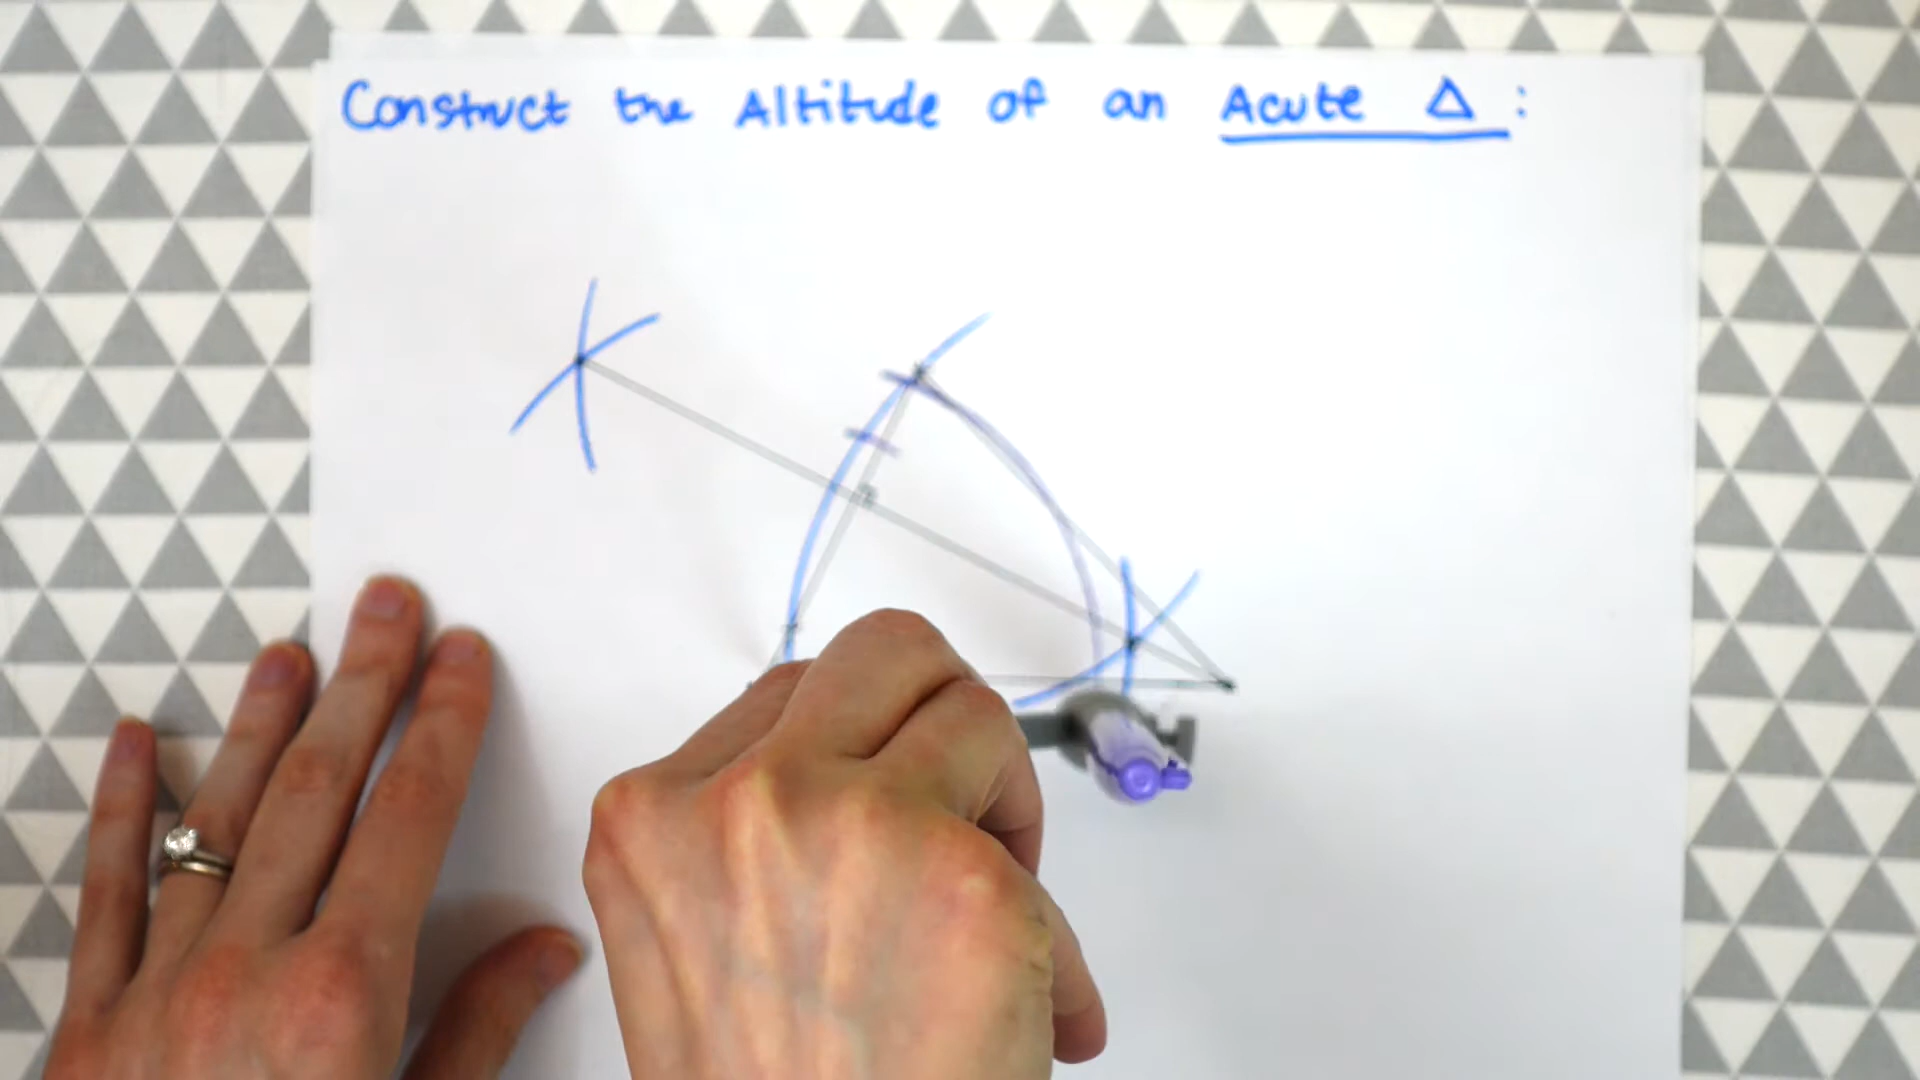 Construct the Altitude of an Acute Δ :